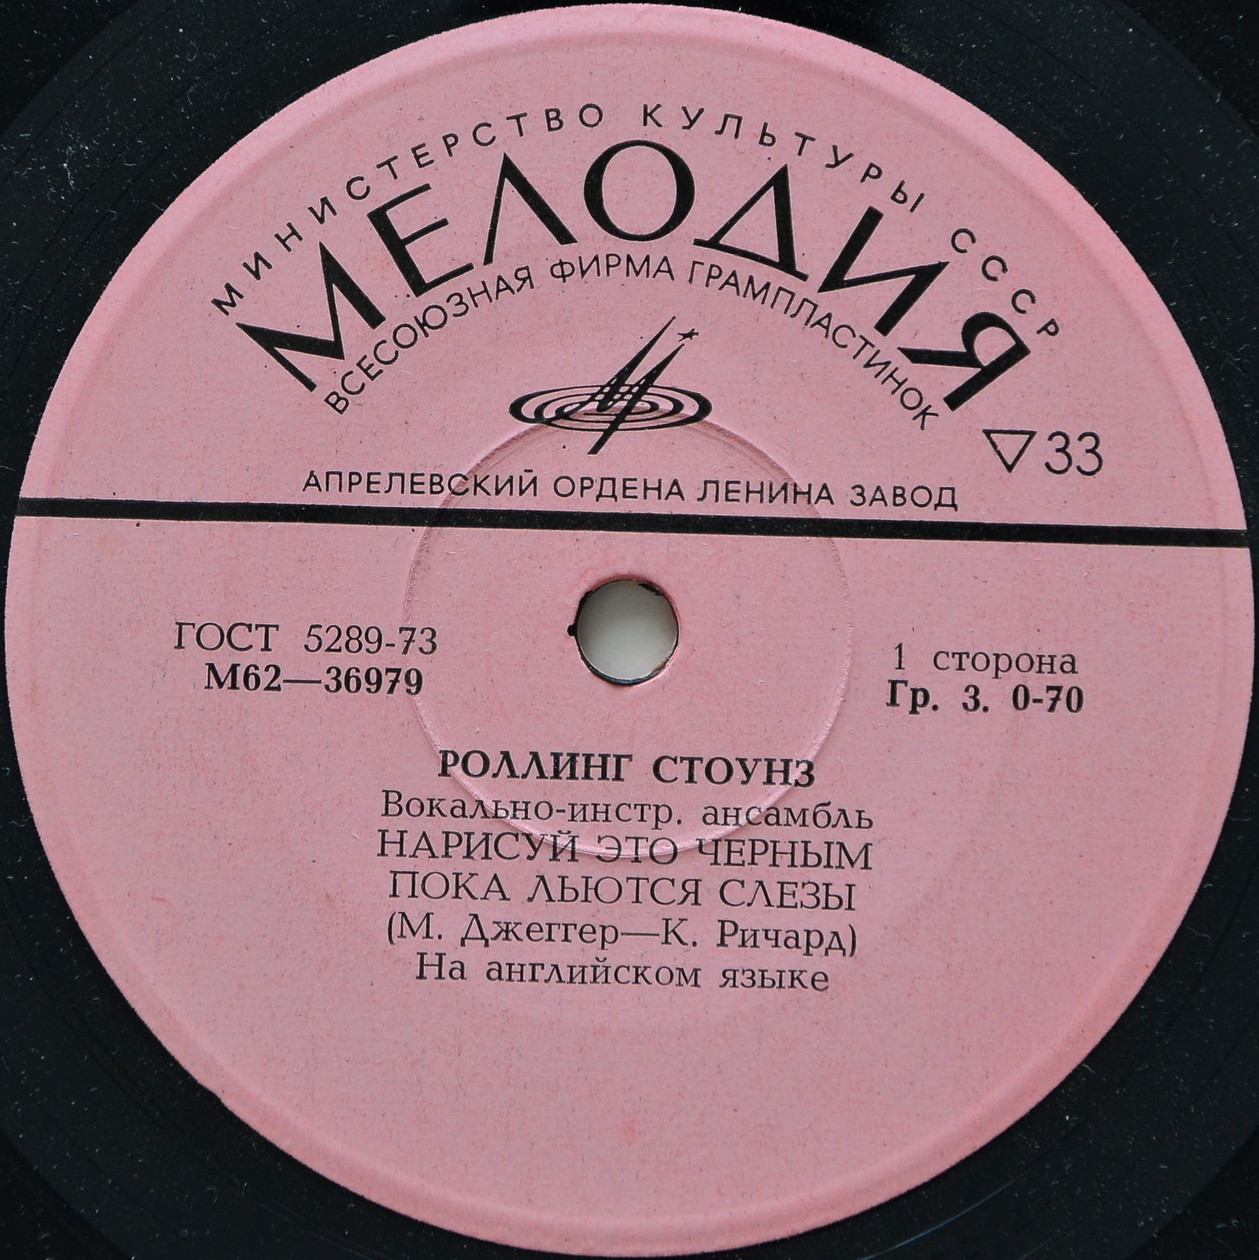 МИНИСТЕРСТВО КУЛЬТУРЫ СССР
МЕЛОДИЯ
ВСЕСОЮЗНАЯ ФИРМА ГРАМПЛАСТИНОК
33
АПРЕЛЕВСКИЙ ОРДЕНА ЛЕНИНА ЗАВОД
ГОСТ 5289-73
М62—36979
1 сторона
Гр. 3. 0-70
РОЛЛИНГ СТОУНЗ
Вокально-инстр. ансамбль
НАРИСУЙ ЭТО ЧЕРНЫМ
ПОКА ЛЬЮТСЯ СЛЕЗЫ
(М. Джеггер—К. Ричард)
На английском языке